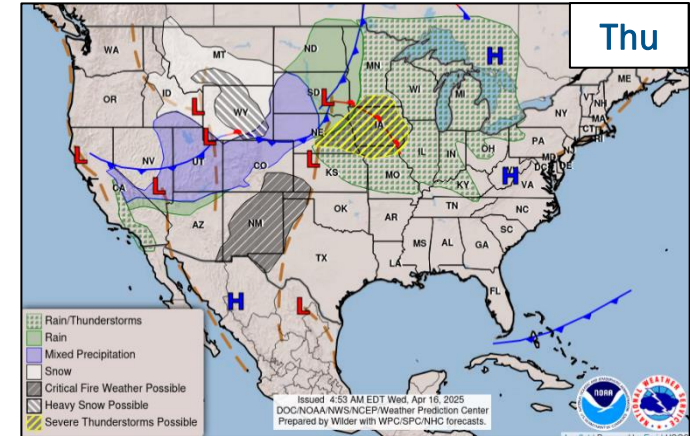 Thu
WA
MT
ND
MN
ME
OR
ID
WY
SD
WI
MI
VT
NH
NY
MA
CT
RI
NV
UT
CO
NE
IA
IL
IN
OH
PA
NJ
MD
DE
DC
WV
VA
CA
KS
MO
KY
AZ
NM
OK
AR
TN
NC
SC
TX
LA
MS
AL
GA
FL
H
H
H
L
L
L
L
L
L
L
Rain/Thunderstorms
Rain
Mixed Precipitation
Snow
Critical Fire Weather Possible
Heavy Snow Possible
Severe Thunderstorms Possible
Issued 4:53 AM EDT Wed, Apr 16, 2025
DOC/NOAA/NWS/NCEP/Weather Prediction Center
Prepared by Wilder with WPC/SPC/NHC forecasts.
NOAA
NATIONAL WEATHER SERVICE